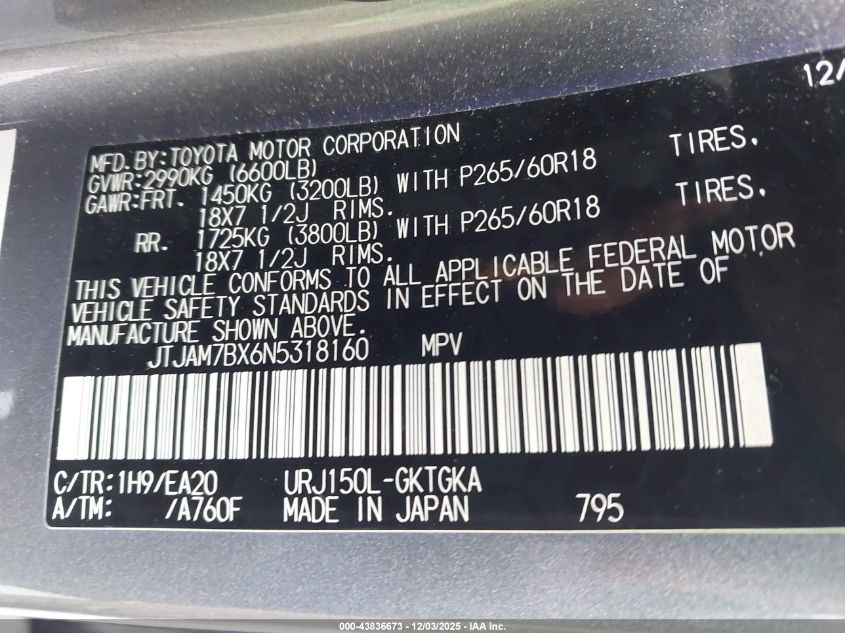 12/
MFD. BY:TOYOTA MOTOR CORPORATION
GVWR:2990KG (6600LB)
GAWR:FRT. 1450KG (3200LB) WITH P265/60R18 TIRES.
18X7 1/2J RIMS.
RR. 1725KG (3800LB) WITH P265/60R18 TIRES.
18X7 1/2J RIMS.
THIS VEHICLE CONFORMS TO ALL APPLICABLE FEDERAL MOTOR
VEHICLE SAFETY STANDARDS IN EFFECT ON THE DATE OF
MANUFACTURE SHOWN ABOVE.
JTJAM7BX6N5318160 MPV
C/TR:1H9/EA20 URJ150L-GKTGKA
A/TM: /A760F MADE IN JAPAN 795
000-43836673 - 12/03/2025 - IAA Inc.